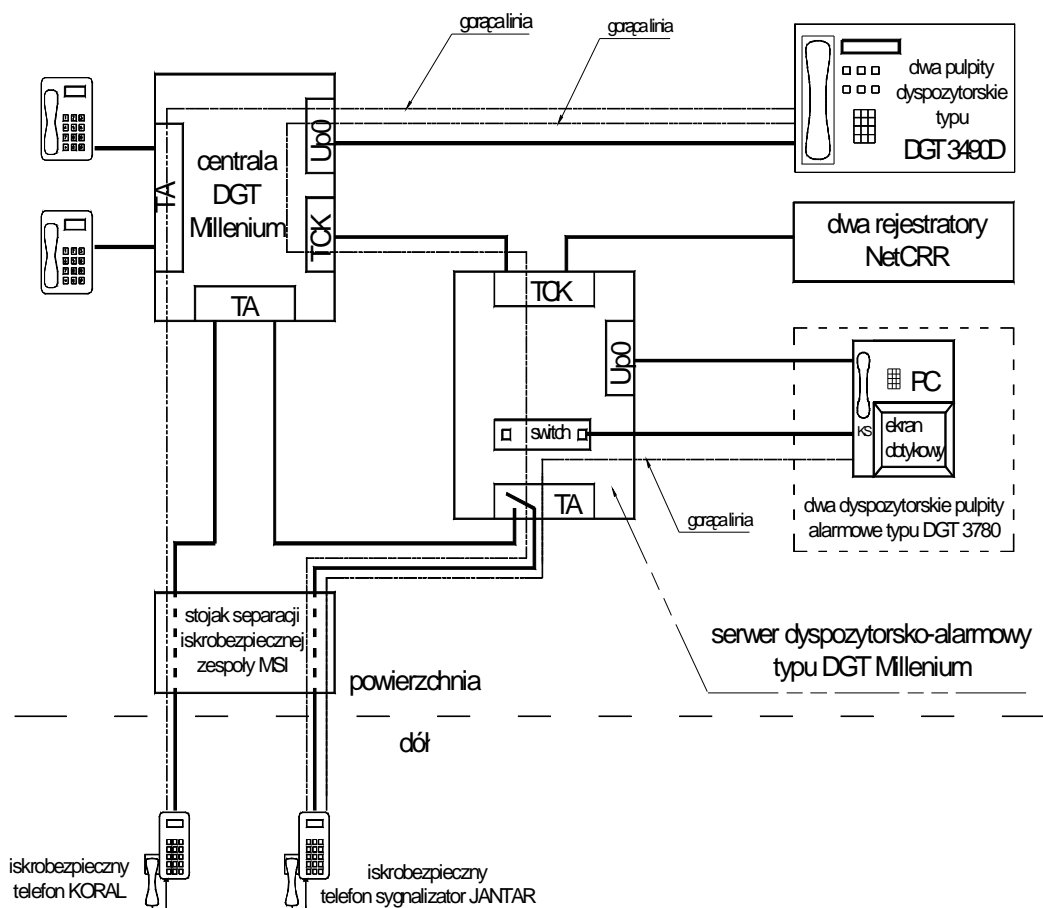 gorąca linia
gorąca linia
dwa pulpity
dyspozytorskie
typu
DGT 3490D
Up0
TA
centrala
DGT
Millenium
TCK
dwa rejestratory
NetCRR
TA
TCK
Up0
PC
switch
KS
ekran
dotykowy
TA
gorąca linia
dwa dyspozytorskie pulpity
alarmowe typu DGT 3780
stojak separacji
iskrobezpiecznej
zespoły MSI
serwer dyspozytorsko-alarmowy
typu DGT Millenium
powierzchnia
dół
iskrobezpieczny
telefon KORAL
iskrobezpieczny
telefon sygnalizator JANTAR